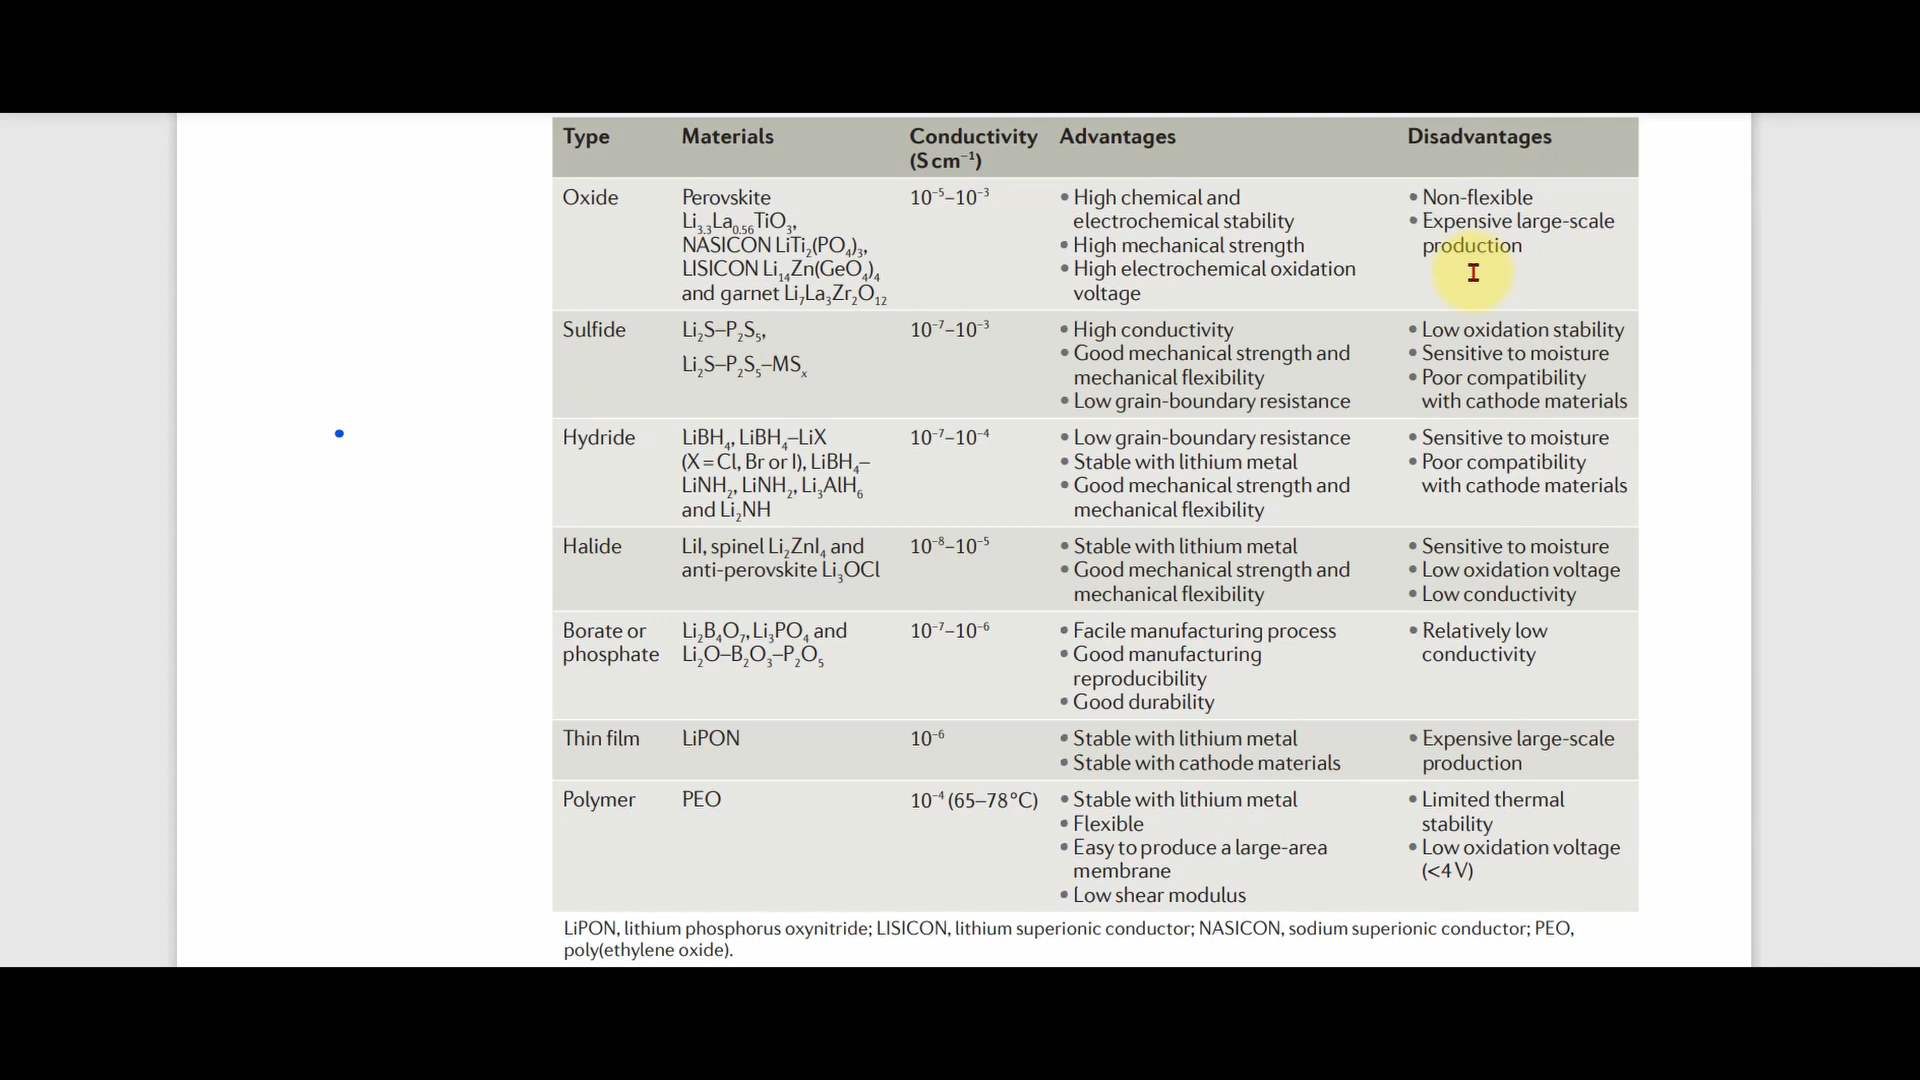 Type Materials Conductivity Advantages Disadvantages
(S cm⁻¹)
Oxide Perovskite 10⁻⁵–10⁻³ • High chemical and • Non-flexible
Li₃.₃La₀.₅₆TiO₃, electrochemical stability • Expensive large-scale
NASICON LiTi₂(PO₄)₃, • High mechanical strength production
LISICON Li₁₄Zn(GeO₄)₄ • High electrochemical oxidation
and garnet Li₇La₃Zr₂O₁₂ voltage
Sulfide Li₂S–P₂S₅, 10⁻⁷–10⁻³ • High conductivity • Low oxidation stability
• Good mechanical strength and • Sensitive to moisture
Li₂S–P₂S₅–MSₓ mechanical flexibility • Poor compatibility
• Low grain-boundary resistance with cathode materials
Hydride LiBH₄, LiBH₄–LiX 10⁻⁷–10⁻⁴ • Low grain-boundary resistance • Sensitive to moisture
(X = Cl, Br or I), LiBH₄– • Stable with lithium metal • Poor compatibility
LiNH₂, LiNH₂, Li₃AlH₆ • Good mechanical strength and with cathode materials
and Li₂NH mechanical flexibility
Halide LiI, spinel Li₂ZnI₄ and 10⁻⁸–10⁻⁵ • Stable with lithium metal • Sensitive to moisture
anti-perovskite Li₃OCl • Good mechanical strength and • Low oxidation voltage
mechanical flexibility • Low conductivity
Borate or Li₂B₄O₇, Li₃PO₄ and 10⁻⁷–10⁻⁶ • Facile manufacturing process • Relatively low
phosphate Li₂O–B₂O₃–P₂O₅ • Good manufacturing conductivity
reproducibility
• Good durability
Thin film LiPON 10⁻⁶ • Stable with lithium metal • Expensive large-scale
• Stable with cathode materials production
Polymer PEO 10⁻⁴ (65–78 °C) • Stable with lithium metal • Limited thermal
• Flexible stability
• Easy to produce a large-area • Low oxidation voltage
membrane (<4 V)
• Low shear modulus
LiPON, lithium phosphorus oxynitride; LISICON, lithium superionic conductor; NASICON, sodium superionic conductor; PEO,
poly(ethylene oxide).